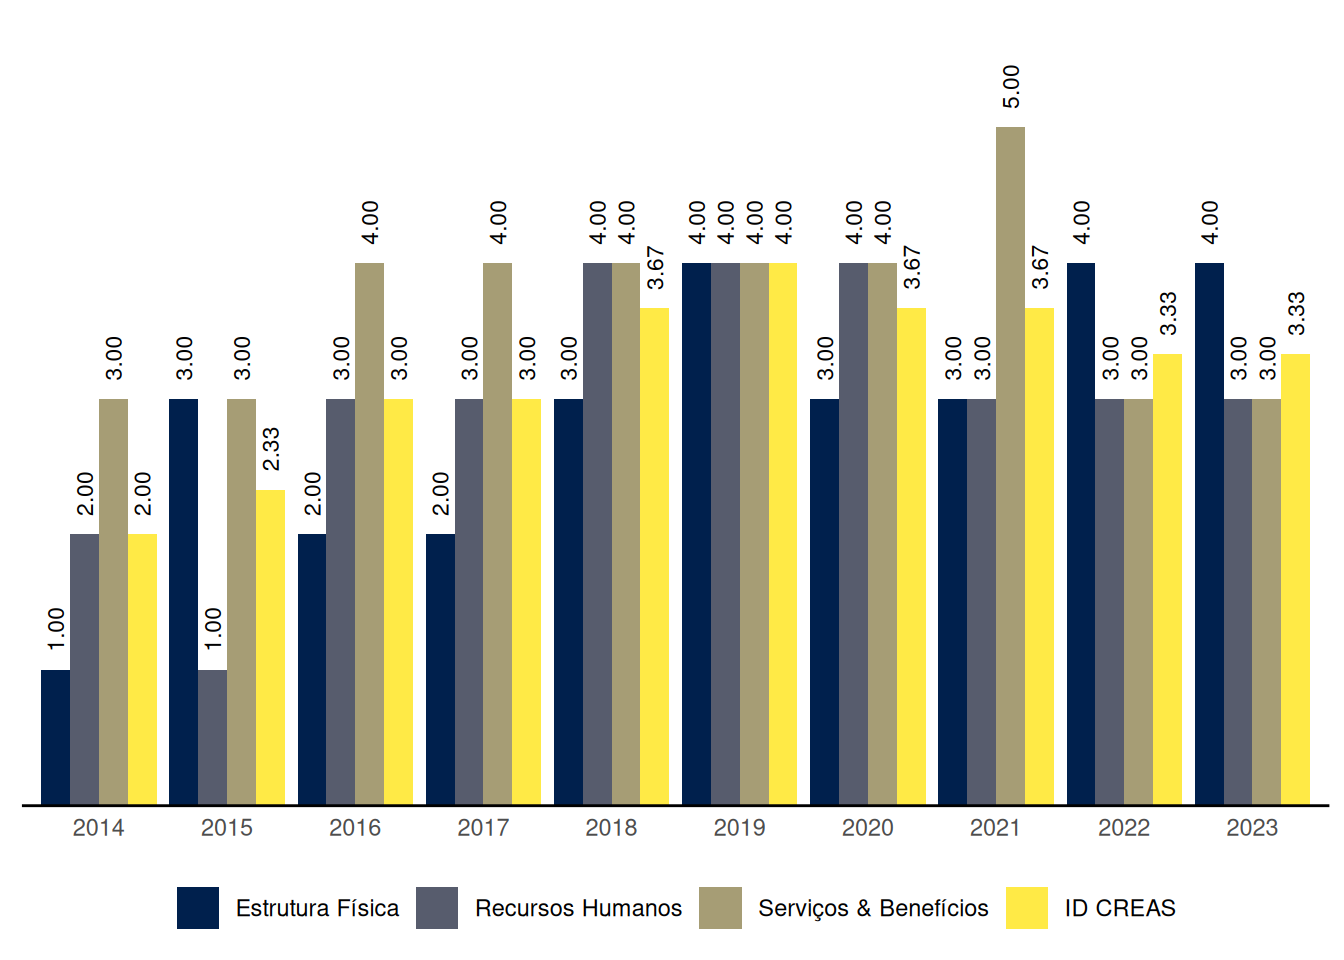 1.00 2.00 3.00 2.00
3.00 1.00 3.00 2.33
2.00 3.00 4.00 3.00
2.00 3.00 4.00 3.00
3.00 4.00 4.00 3.67
4.00 4.00 4.00 4.00
3.00 4.00 4.00 3.67
3.00 3.00 5.00 3.67
4.00 3.00 3.00 3.33
4.00 3.00 3.00 3.33
2014 2015 2016 2017 2018 2019 2020 2021 2022 2023
Estrutura Física Recursos Humanos Serviços & Benefícios ID CREAS